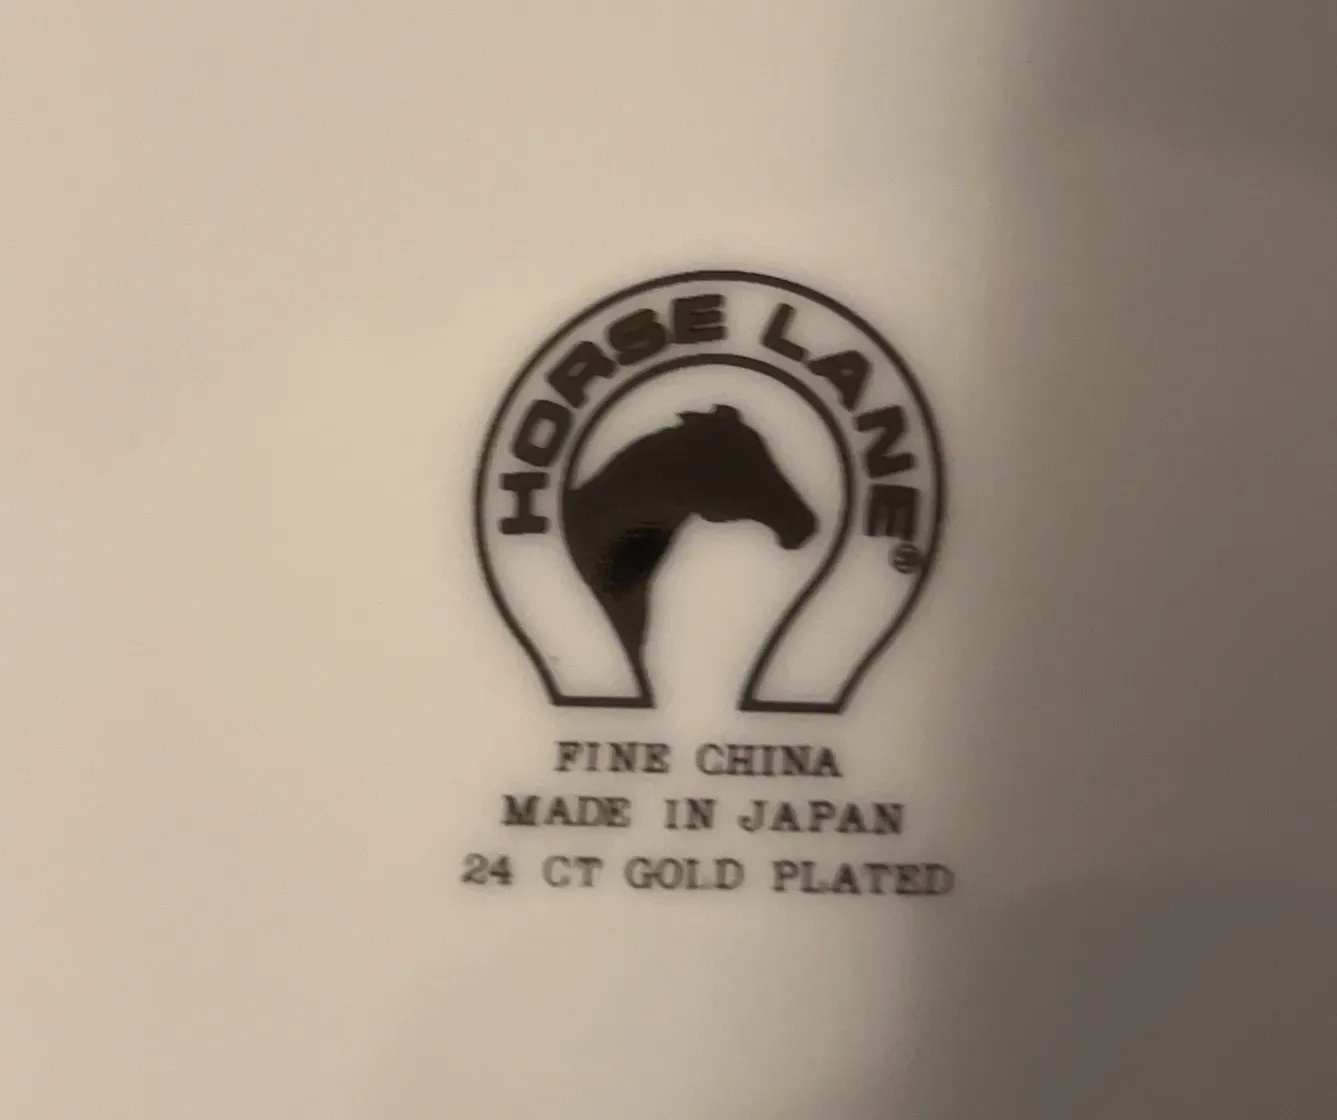 HORSE LANE®
FINE CHINA
MADE IN JAPAN
24 CT GOLD PLATED